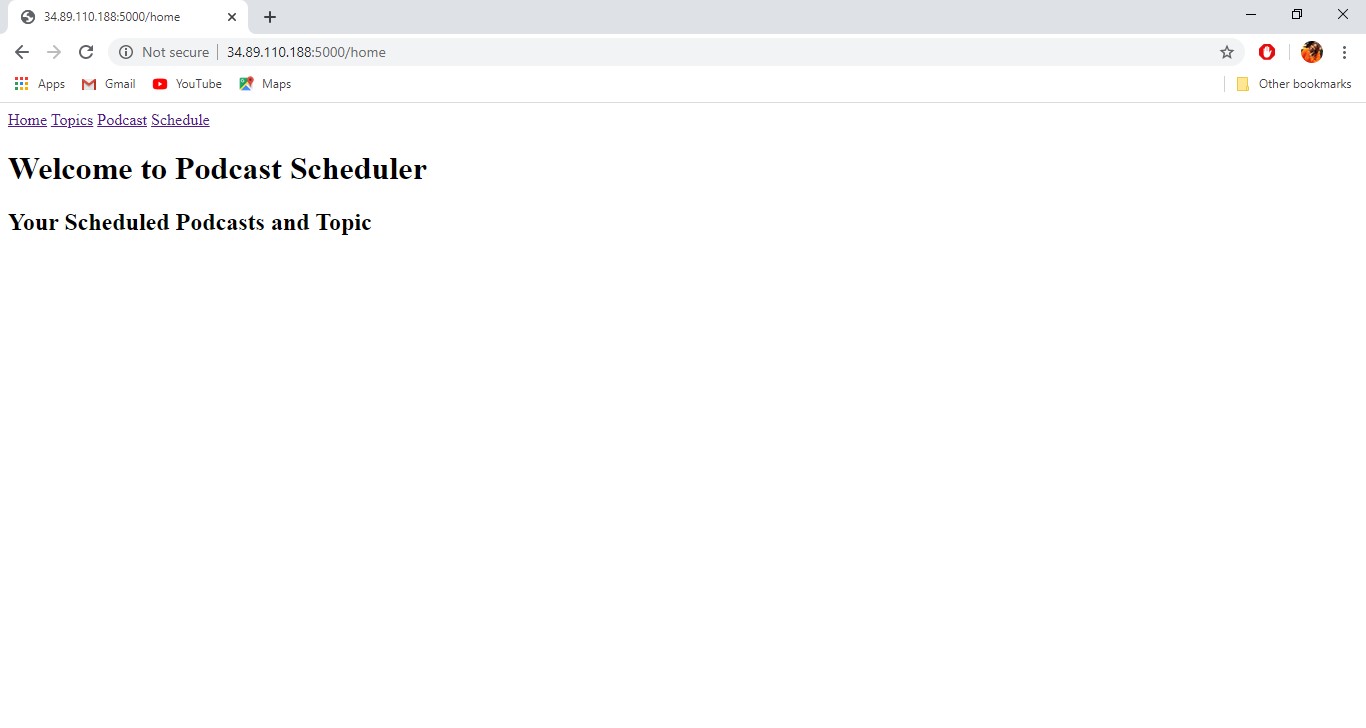 34.89.110.188:5000/home
Not secure 34.89.110.188:5000/home
Apps Gmail YouTube Maps Other bookmarks
Home Topics Podcast Schedule
Welcome to Podcast Scheduler
Your Scheduled Podcasts and Topic